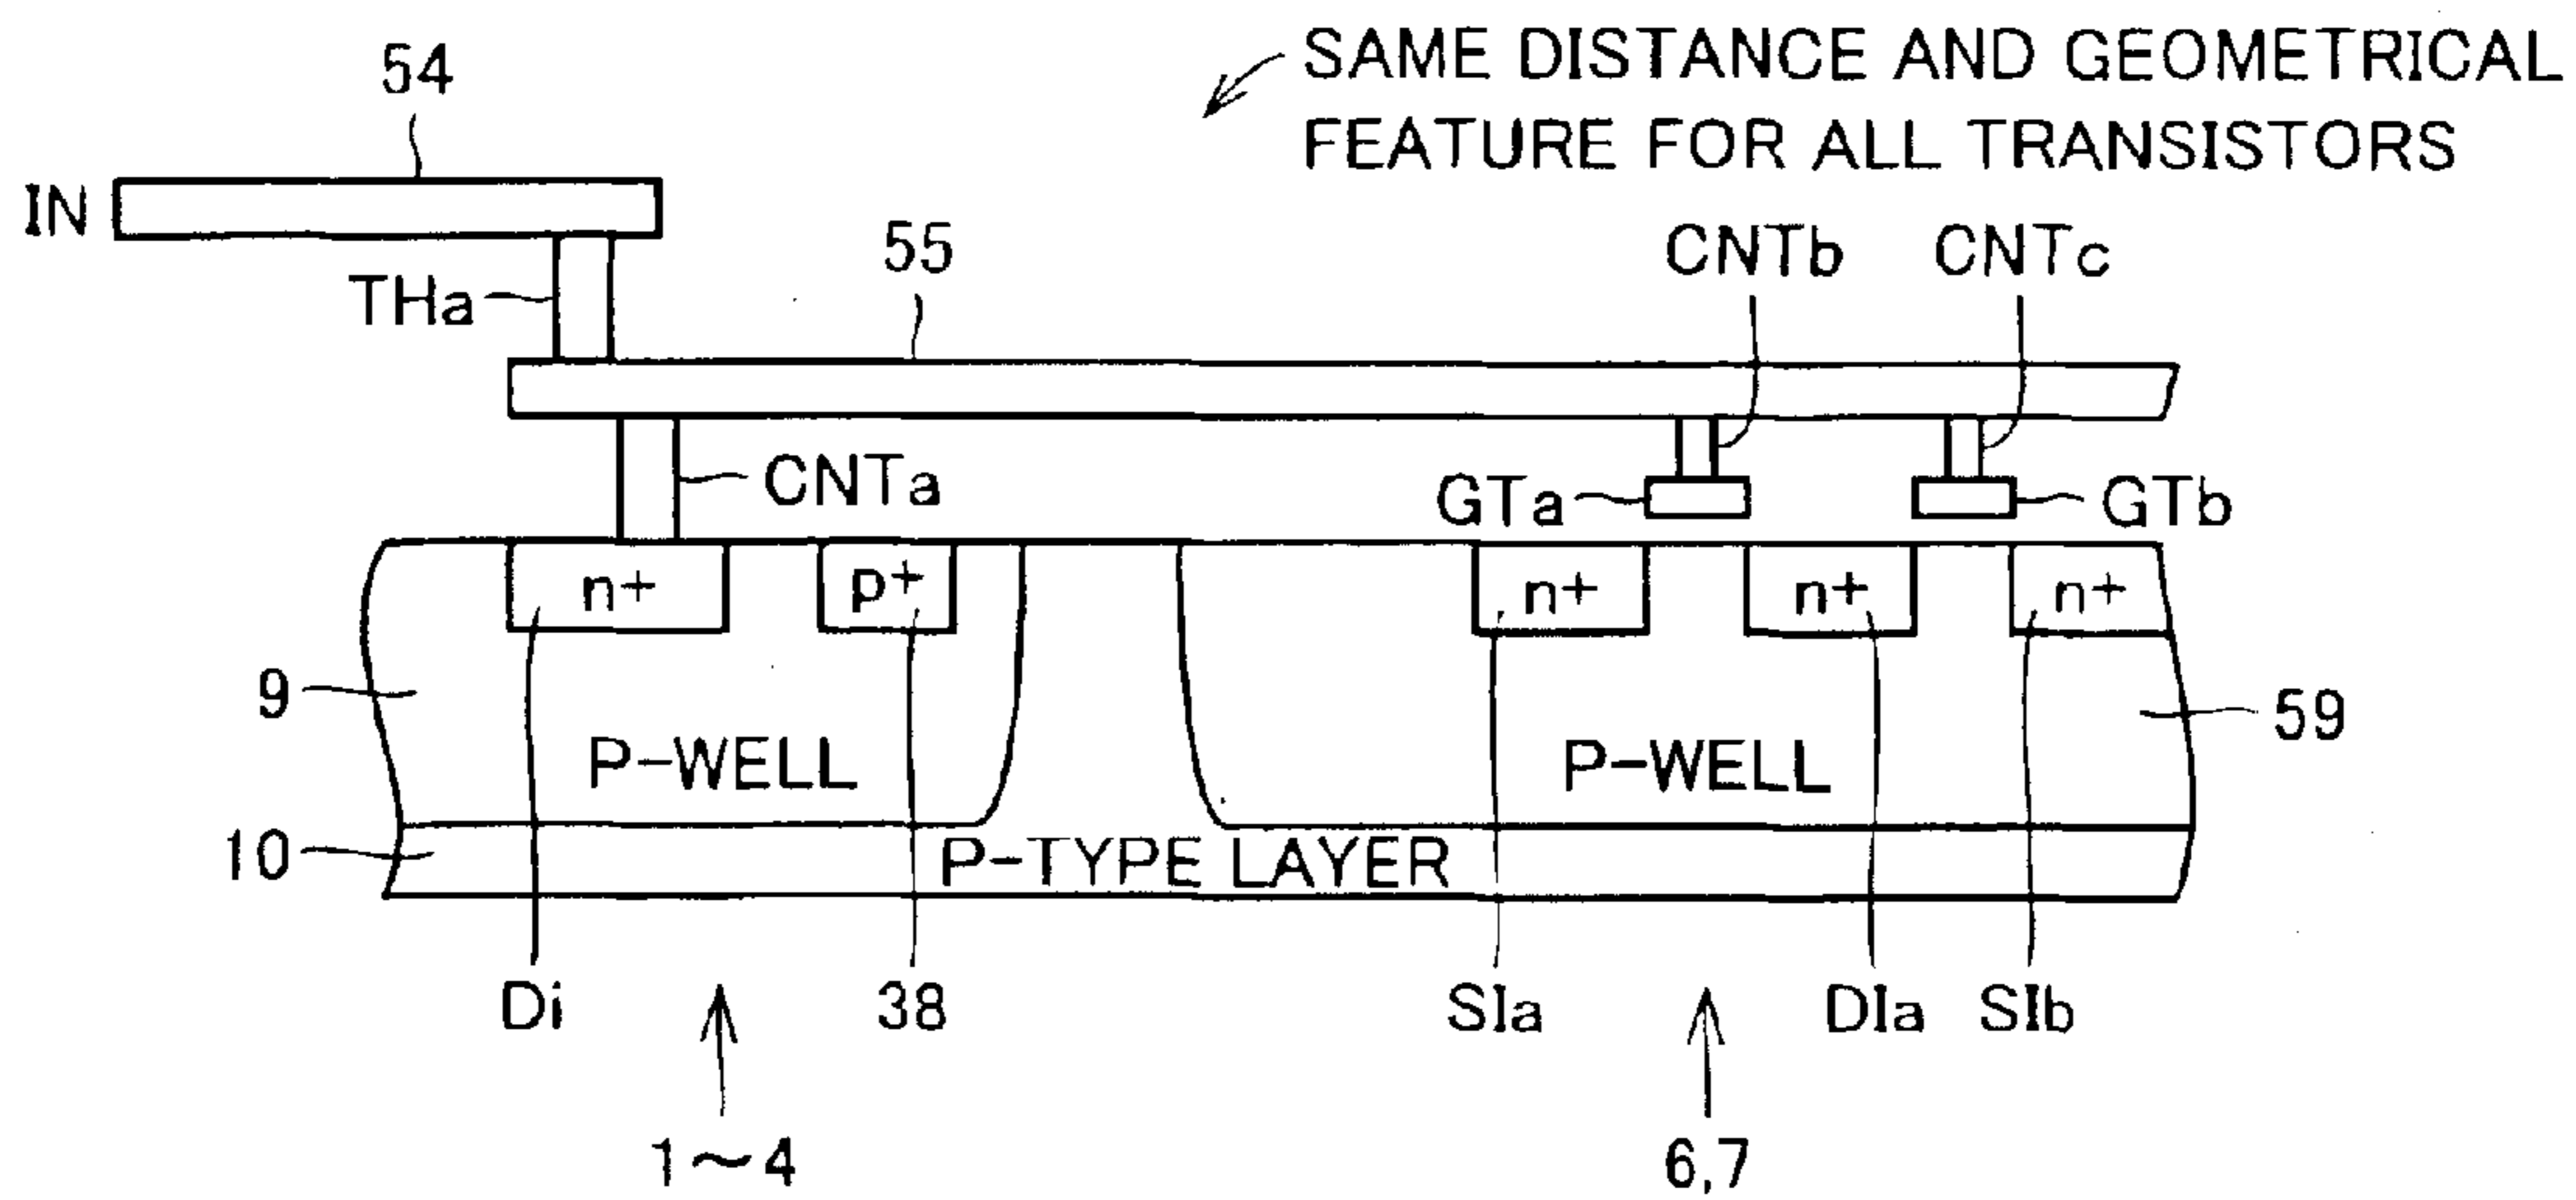 SAME DISTANCE AND GEOMETRICAL
FEATURE FOR ALL TRANSISTORS
54
IN
THa
55
CNTb
CNTc
CNTa
GTa
GTb
n+
p+
n+
n+
n+
9
59
P-WELL
P-WELL
10
P-TYPE LAYER
Di
38
SIa
DIa
SIb
1~4
6,7